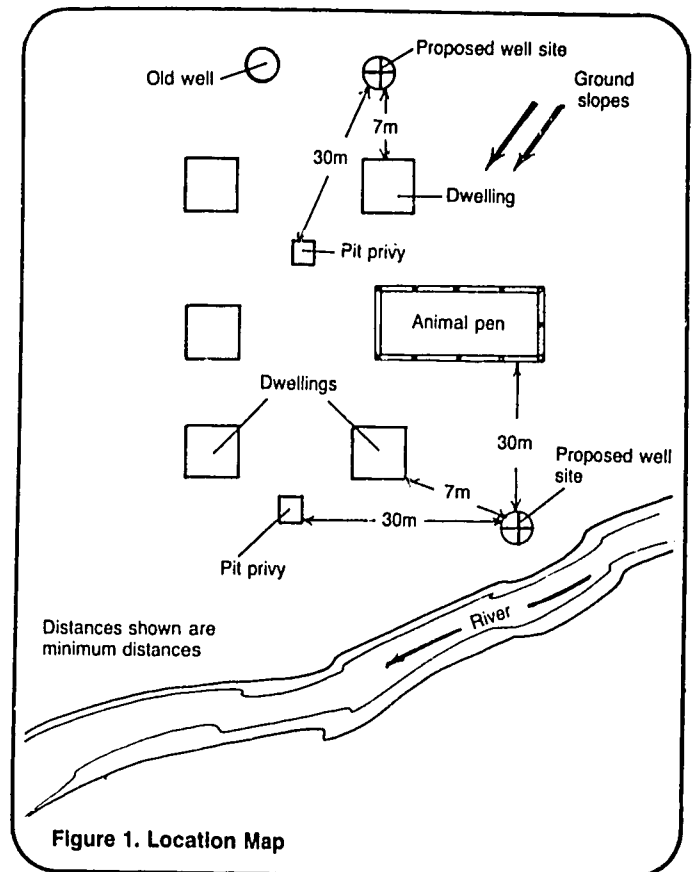 Proposed well site
Old well
Ground
slopes
7m
30m
Dwelling
Pit privy
Animal pen
Dwellings
30m
Proposed well
site
7m
30m
Pit privy
River
Distances shown are
minimum distances
Figure 1. Location Map